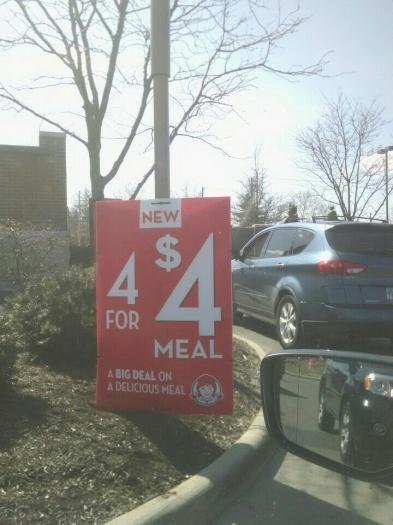 NEW
4 FOR $4
MEAL
A BIG DEAL ON
A DELICIOUS MEAL